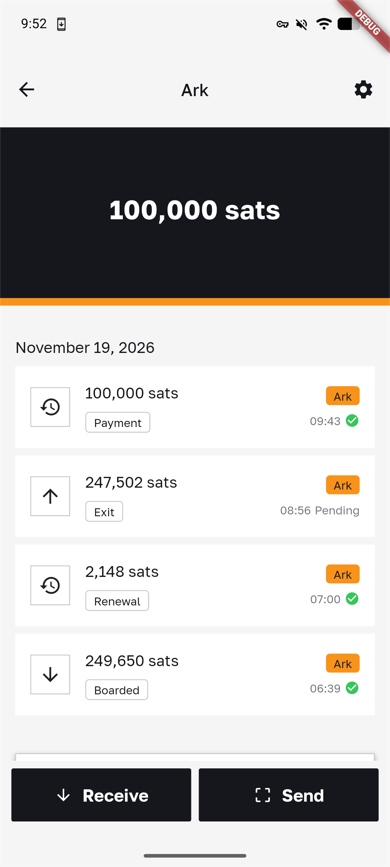 9:52
DEBUG
Ark
100,000 sats
November 19, 2026
100,000 sats
Ark
Payment
09:43
247,502 sats
Ark
Exit
08:56 Pending
2,148 sats
Ark
Renewal
07:00
249,650 sats
Ark
Boarded
06:39
Receive
Send